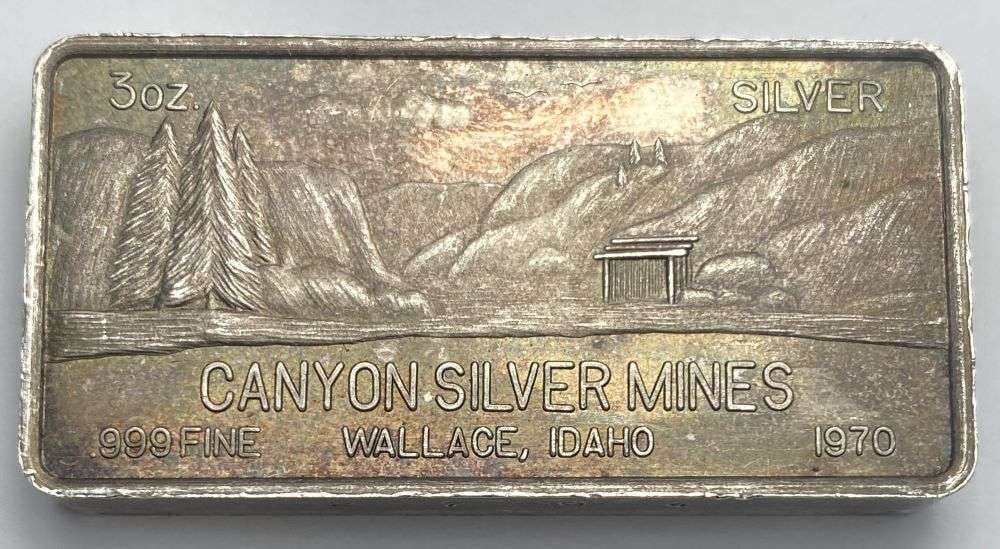 3oz. SILVER
CANYON SILVER MINES
.999 FINE WALLACE, IDAHO 1970